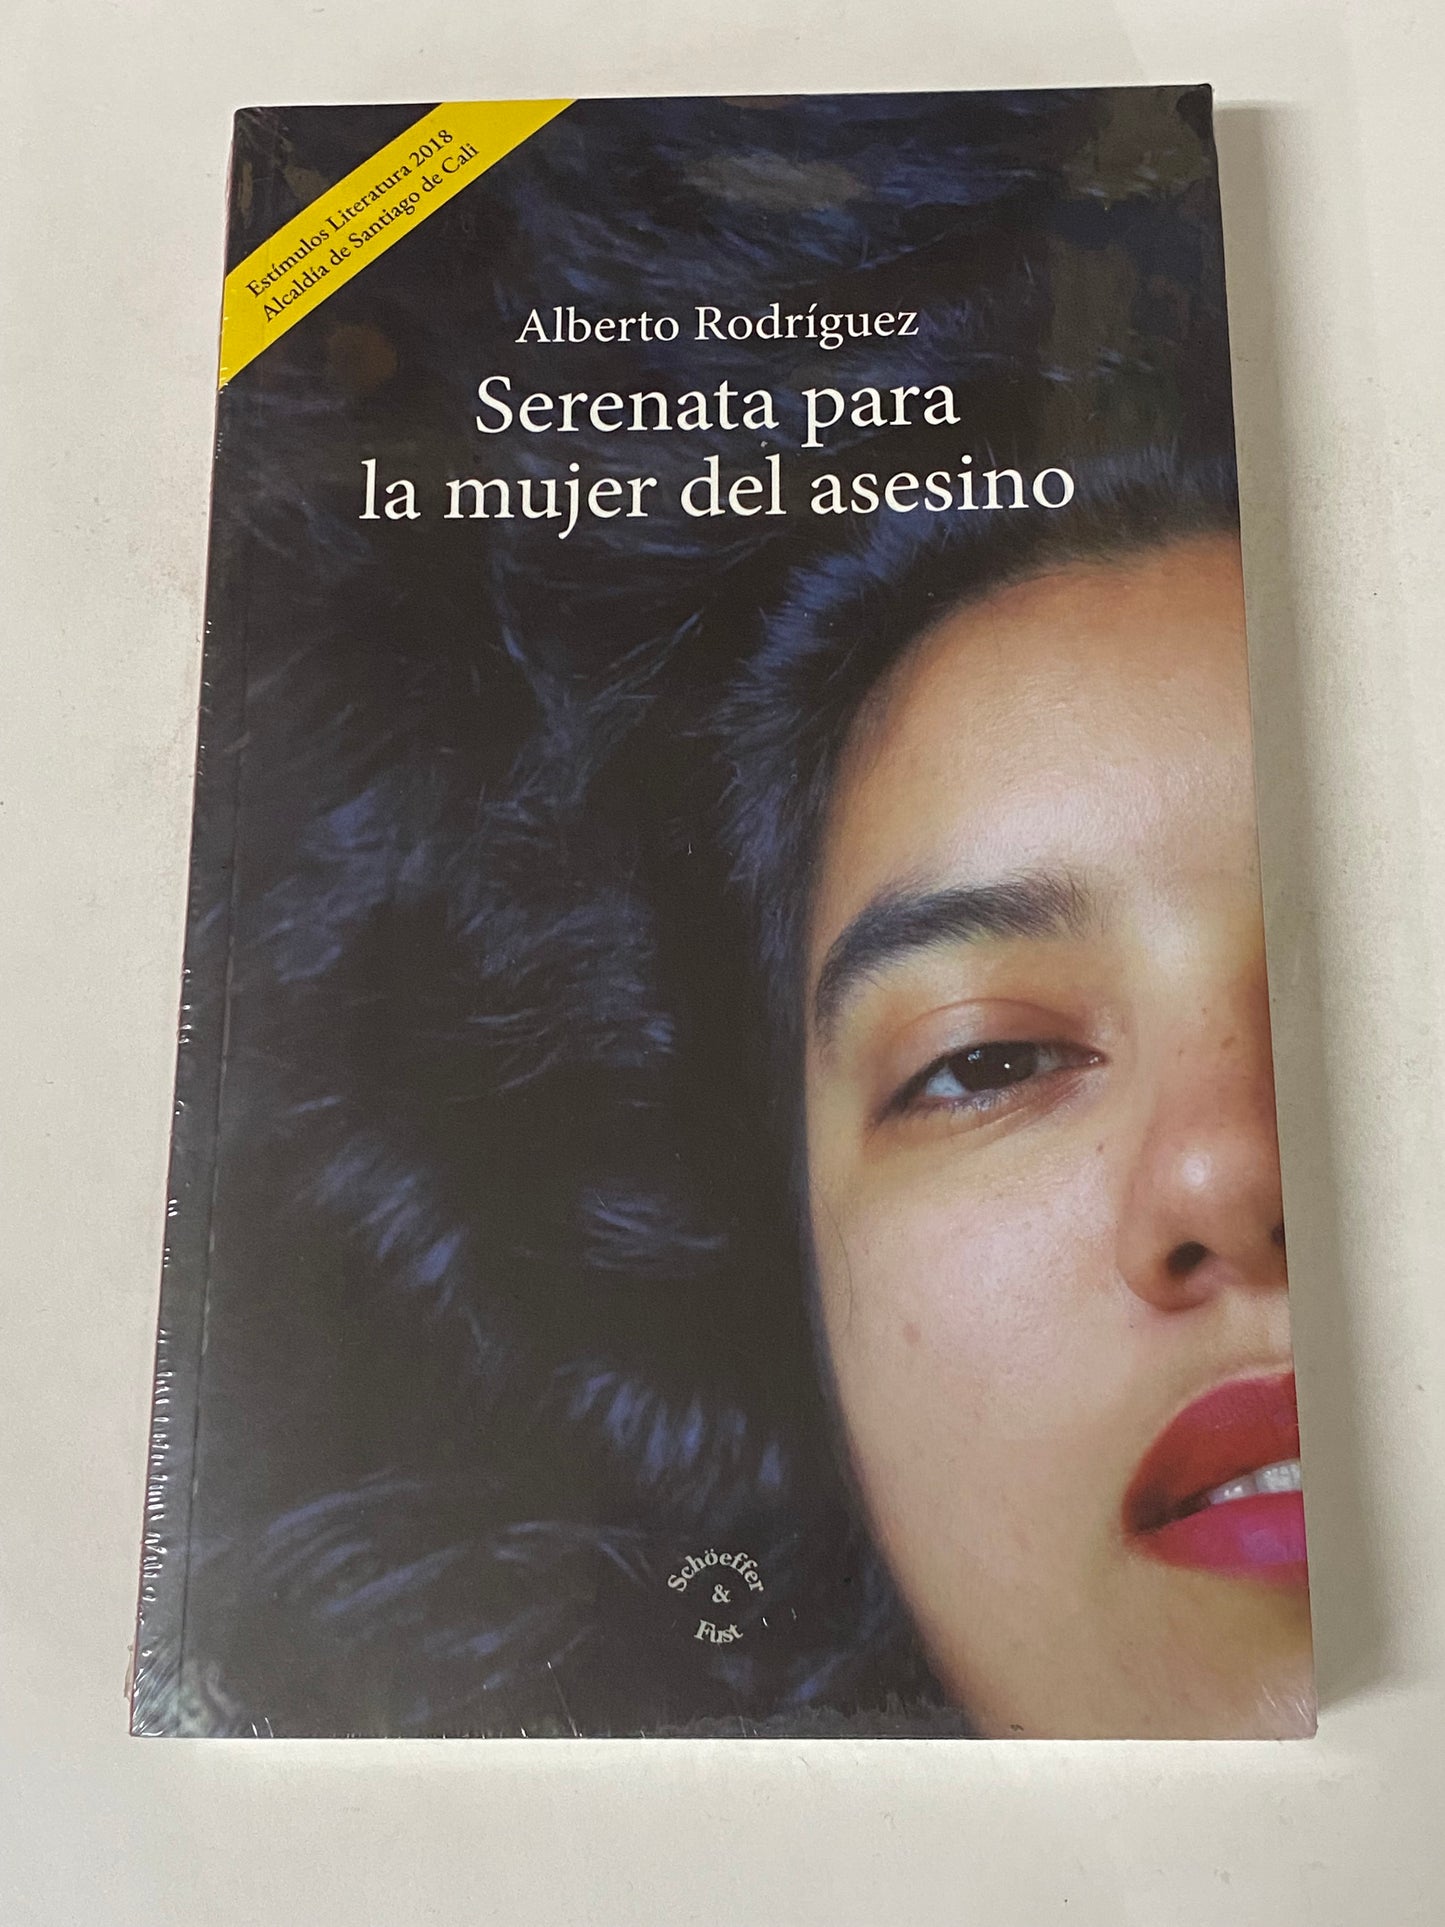 Estímulos Literatura 2018
Alcaldía de Santiago de Cali
Alberto Rodríguez
Serenata para
la mujer del asesino
Schöeffer
&
Fust